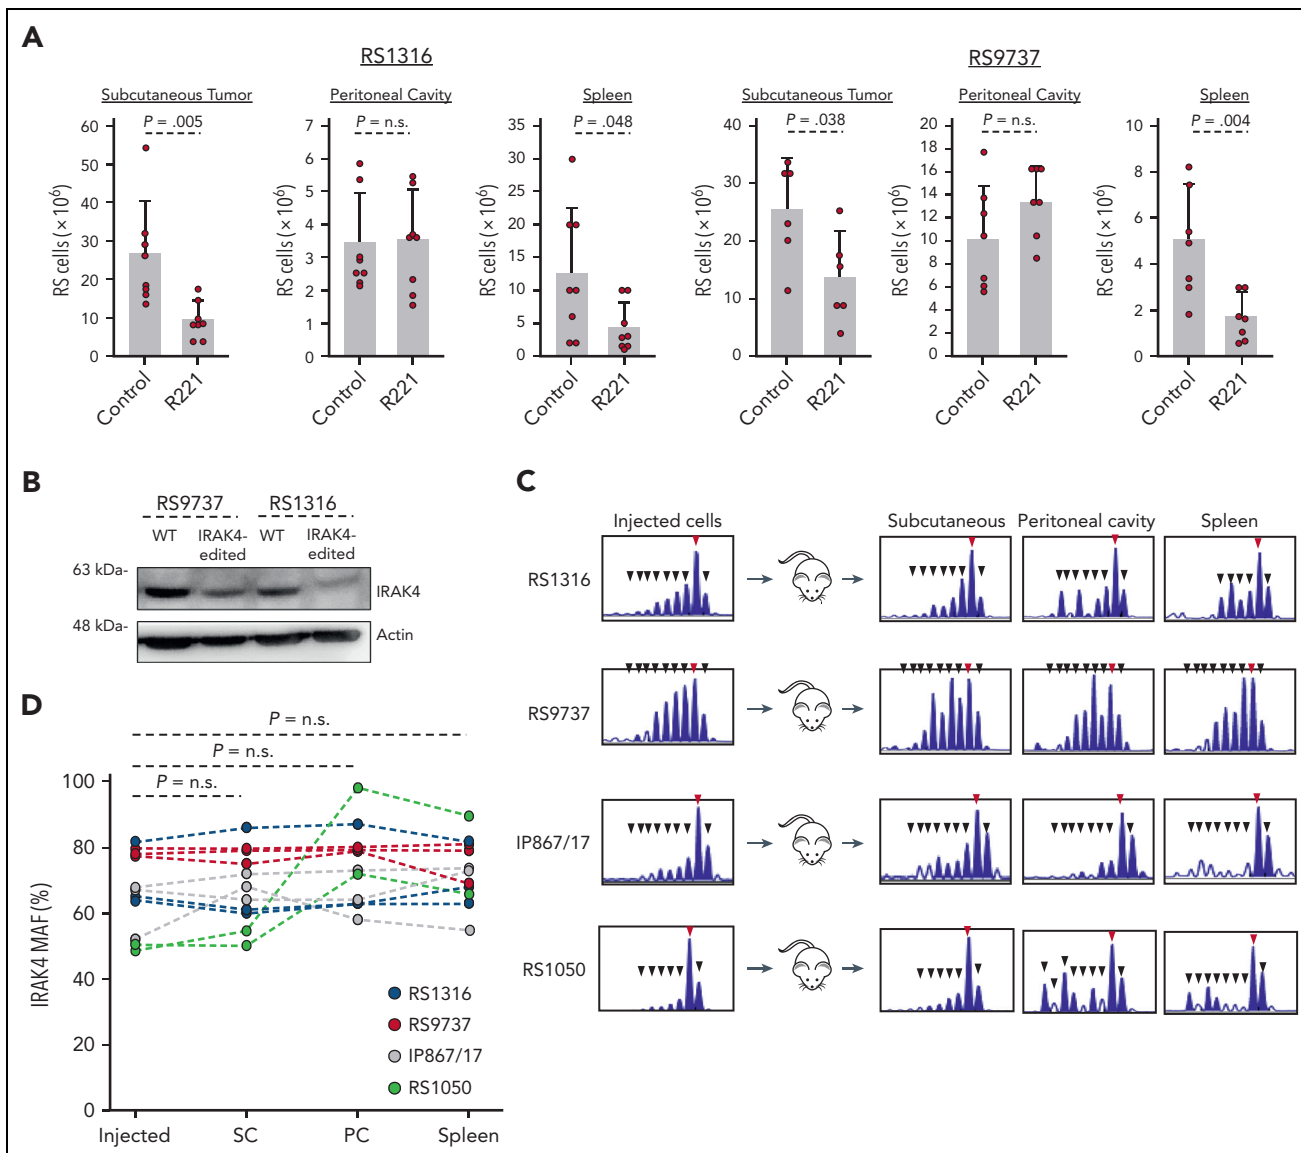 A
RS1316
RS9737
Subcutaneous Tumor
Peritoneal Cavity
Spleen
Subcutaneous Tumor
Peritoneal Cavity
Spleen
P = .005
P = n.s.
P = .048
P = .038
P = n.s.
P = .004
RS cells (× 10⁶)
60
50
40
30
20
10
0
Control
R221
RS cells (× 10⁶)
7
6
5
4
3
2
1
0
Control
R221
RS cells (× 10⁶)
35
30
25
20
15
10
5
0
Control
R221
RS cells (× 10⁶)
40
30
20
10
0
Control
R221
RS cells (× 10⁶)
20
18
16
14
12
10
8
6
4
2
0
Control
R221
RS cells (× 10⁶)
10
8
6
4
2
0
Control
R221
B
RS9737
RS1316
WT
IRAK4-
edited
WT
IRAK4-
edited
63 kDa-
IRAK4
48 kDa-
Actin
C
Injected cells
Subcutaneous
Peritoneal cavity
Spleen
RS1316
RS9737
IP867/17
RS1050
D
P = n.s.
P = n.s.
P = n.s.
IRAK4 MAF (%)
100
80
60
40
20
0
RS1316
RS9737
IP867/17
RS1050
Injected
SC
PC
Spleen